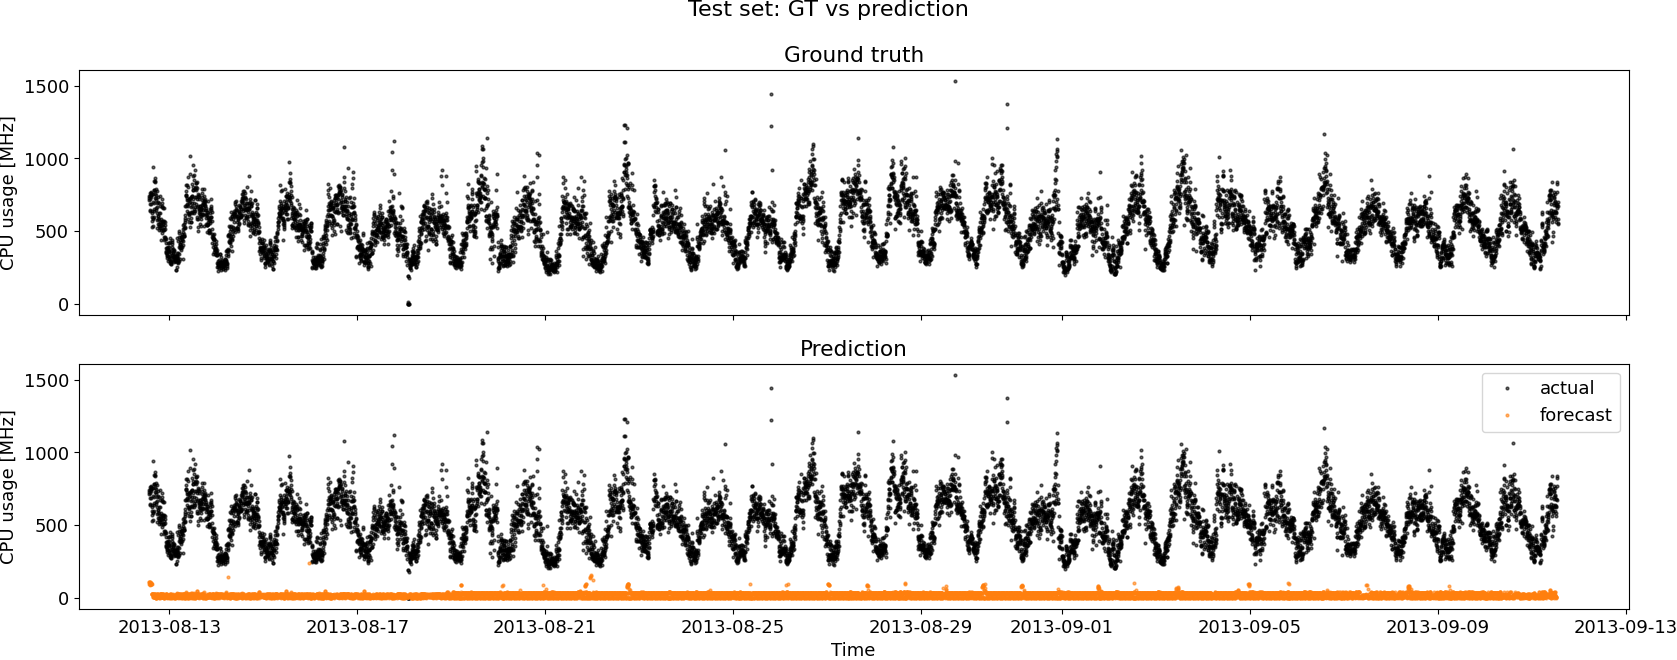 Test set: GT vs prediction
Ground truth
CPU usage [MHz]
1500
1000
500
0
Prediction
CPU usage [MHz]
1500
1000
500
0
actual
forecast
2013-08-13 2013-08-17 2013-08-21 2013-08-25 2013-08-29 2013-09-01 2013-09-05 2013-09-09 2013-09-13
Time